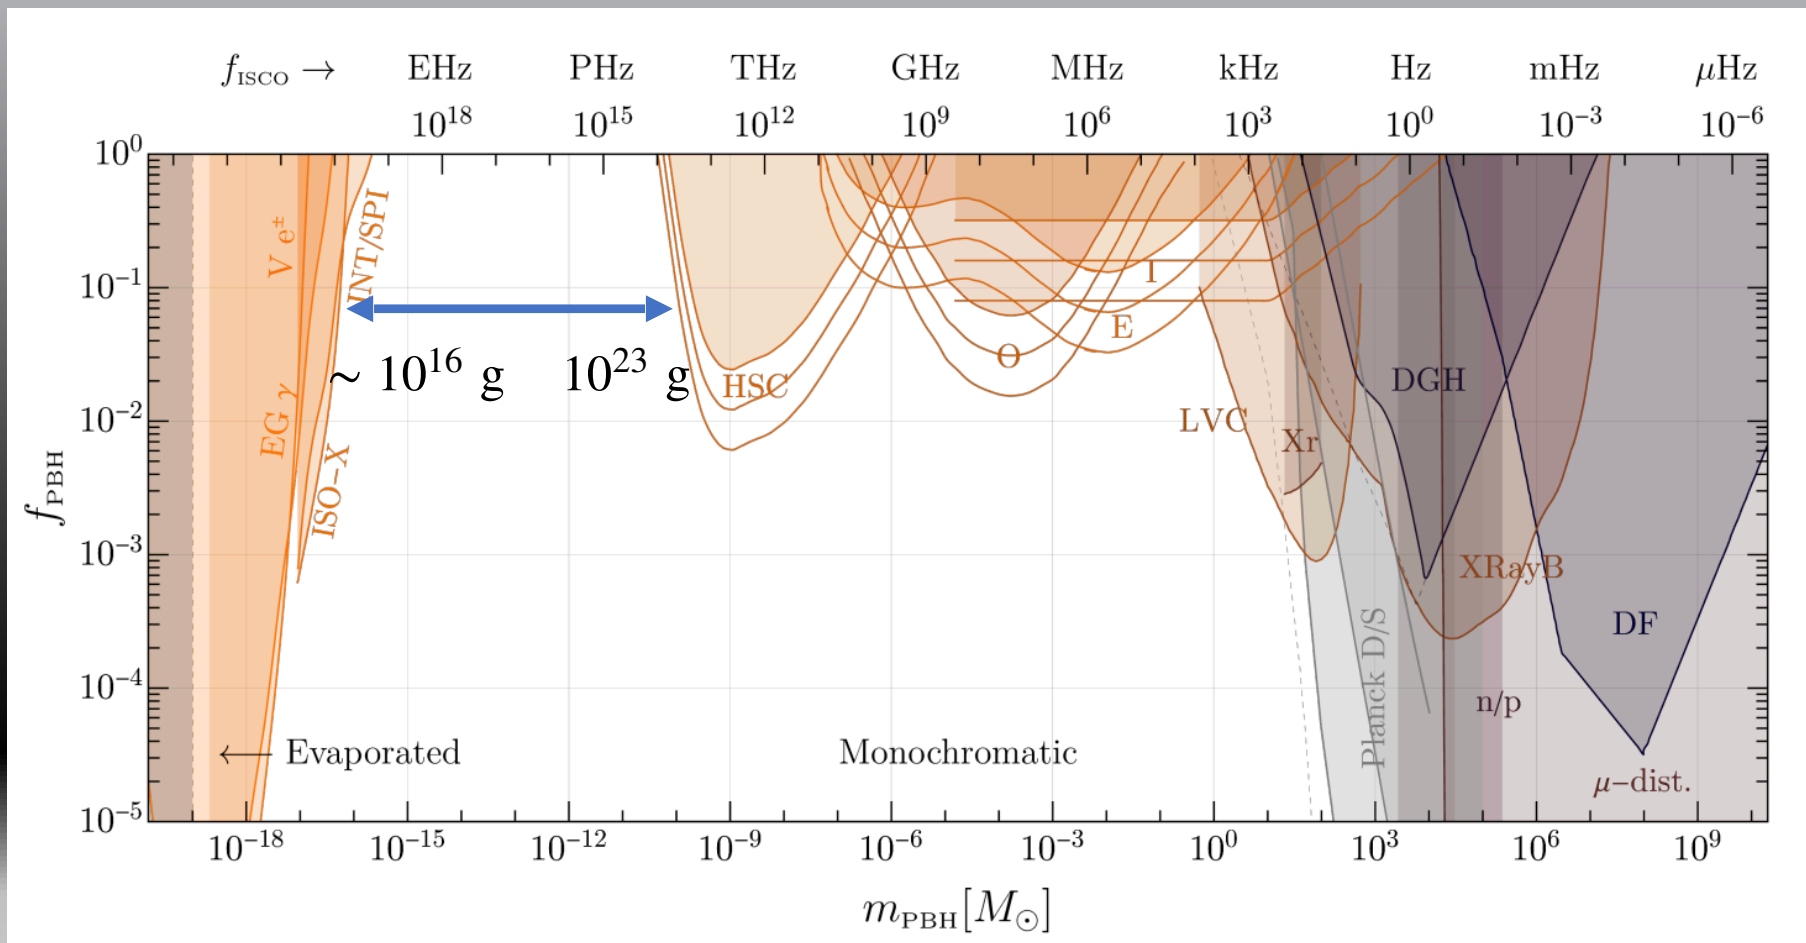 f_ISCO → EHz PHz THz GHz MHz kHz Hz mHz μHz
10^18 10^15 10^12 10^9 10^6 10^3 10^0 10^−3 10^−6
10^0
10^−1
10^−2
10^−3
10^−4
10^−5
f_PBH
V e^±
EG γ
INT/SPI
ISO−X
~ 10^16 g 10^23 g
HSC
O
E
I
LVC
Xr
DGH
XRayB
DF
Planck D/S
n/p
μ−dist.
← Evaporated
Monochromatic
10^−18 10^−15 10^−12 10^−9 10^−6 10^−3 10^0 10^3 10^6 10^9
m_PBH[M_⊙]